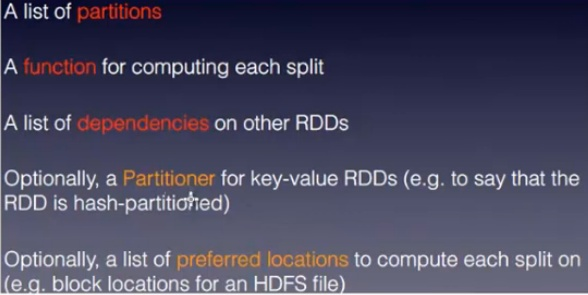 A list of partitions
A function for computing each split
A list of dependencies on other RDDs
Optionally, a Partitioner for key-value RDDs (e.g. to say that the
RDD is hash-partitioned)
Optionally, a list of preferred locations to compute each split on
(e.g. block locations for an HDFS file)